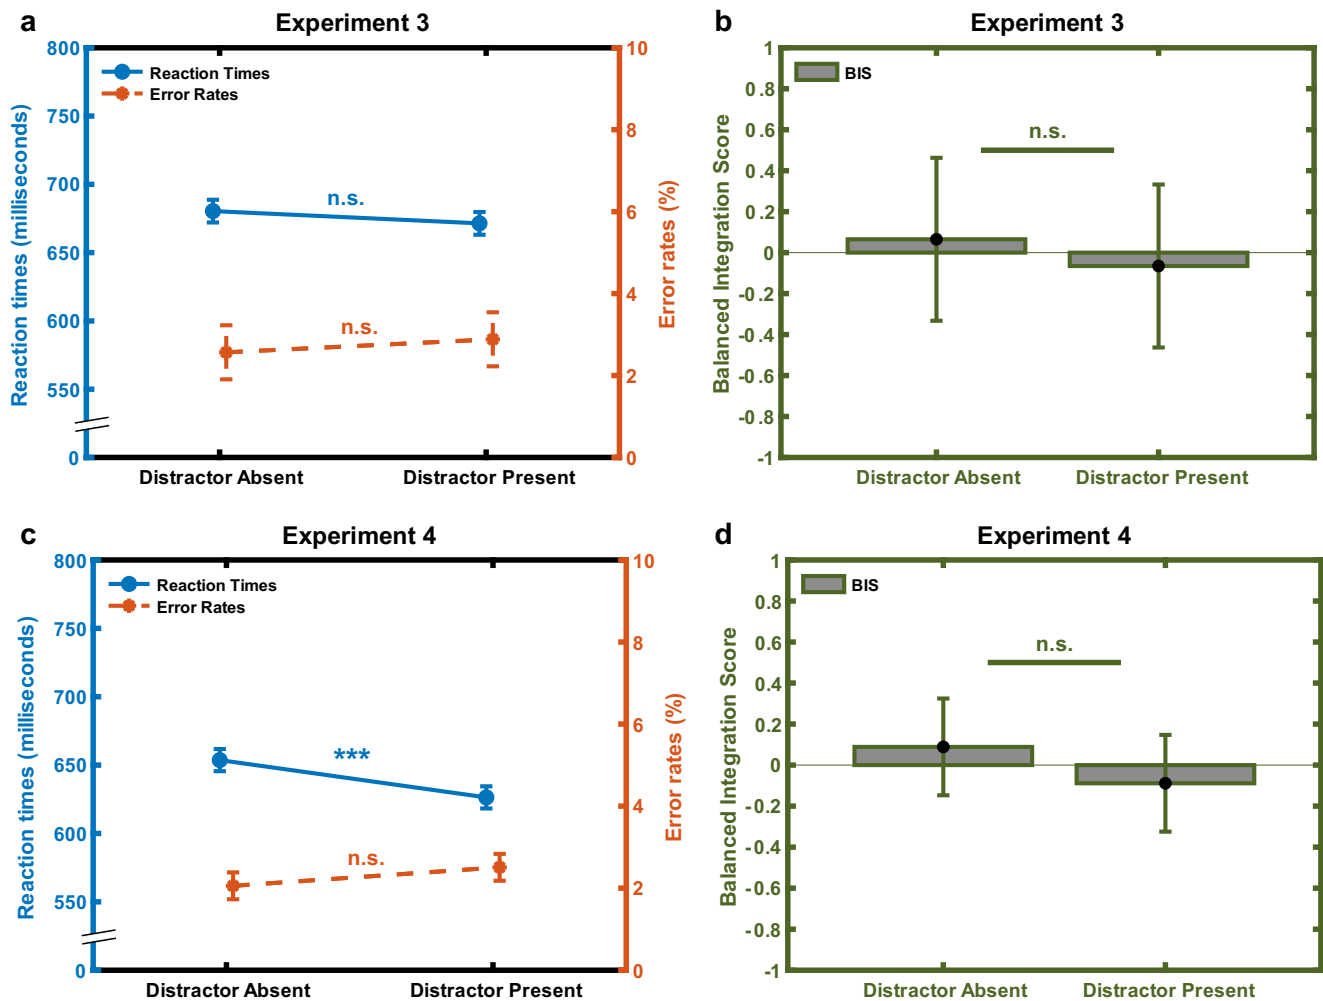 a
Experiment 3
800
750
700
650
600
550
0
Reaction times (milliseconds)
Reaction Times
Error Rates
n.s.
n.s.
10
8
6
4
2
0
Error rates (%)
Distractor Absent
Distractor Present
b
Experiment 3
1
0.8
0.6
0.4
0.2
0
-0.2
-0.4
-0.6
-0.8
-1
Balanced Integration Score
BIS
n.s.
Distractor Absent
Distractor Present
c
Experiment 4
800
750
700
650
600
550
0
Reaction times (milliseconds)
Reaction Times
Error Rates
***
n.s.
10
8
6
4
2
0
Error rates (%)
Distractor Absent
Distractor Present
d
Experiment 4
1
0.8
0.6
0.4
0.2
0
-0.2
-0.4
-0.6
-0.8
-1
Balanced Integration Score
BIS
n.s.
Distractor Absent
Distractor Present